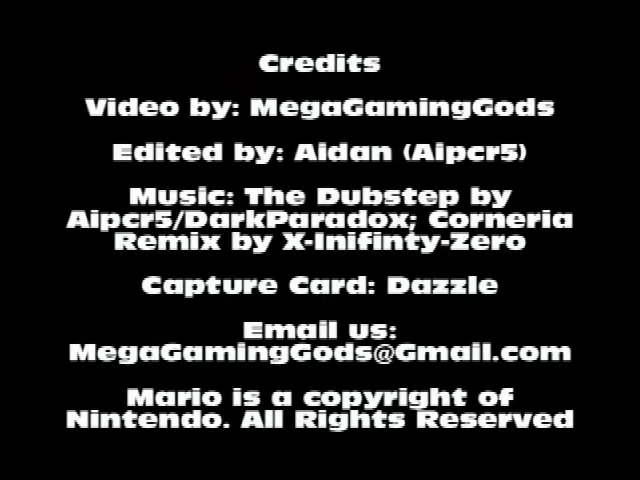 Credits
Video by: MegaGamingGods
Edited by: Aidan (Aipcr5)
Music: The Dubstep by
Aipcr5/DarkParadox; Corneria
Remix by X-Inifinty-Zero
Capture Card: Dazzle
Email us:
MegaGamingGods@Gmail.com
Mario is a copyright of
Nintendo. All Rights Reserved